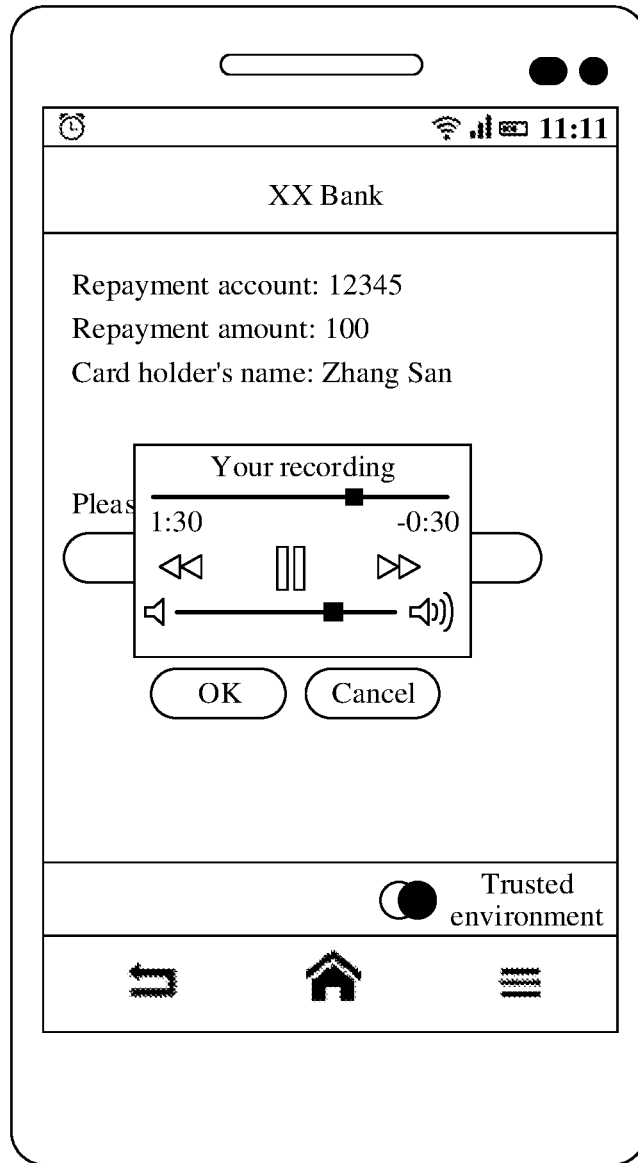 11:11
XX Bank
Repayment account: 12345
Repayment amount: 100
Card holder's name: Zhang San
Your recording
Pleas
1:30 -0:30
OK Cancel
Trusted
environment